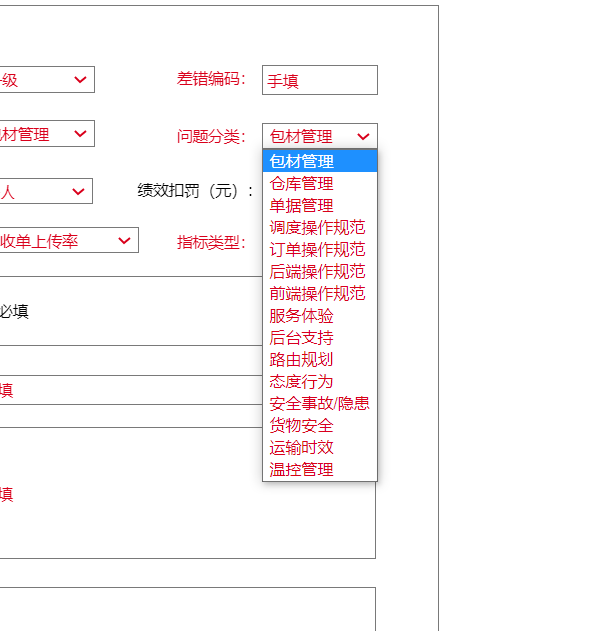 级
差错编码：
手填
材管理
问题分类：
包材管理
包材管理
仓库管理
单据管理
调度操作规范
订单操作规范
后端操作规范
前端操作规范
服务体验
后台支持
路由规划
态度行为
安全事故/隐患
货物安全
运输时效
温控管理
人
绩效扣罚（元）：
收单上传率
指标类型：
必填
填
填